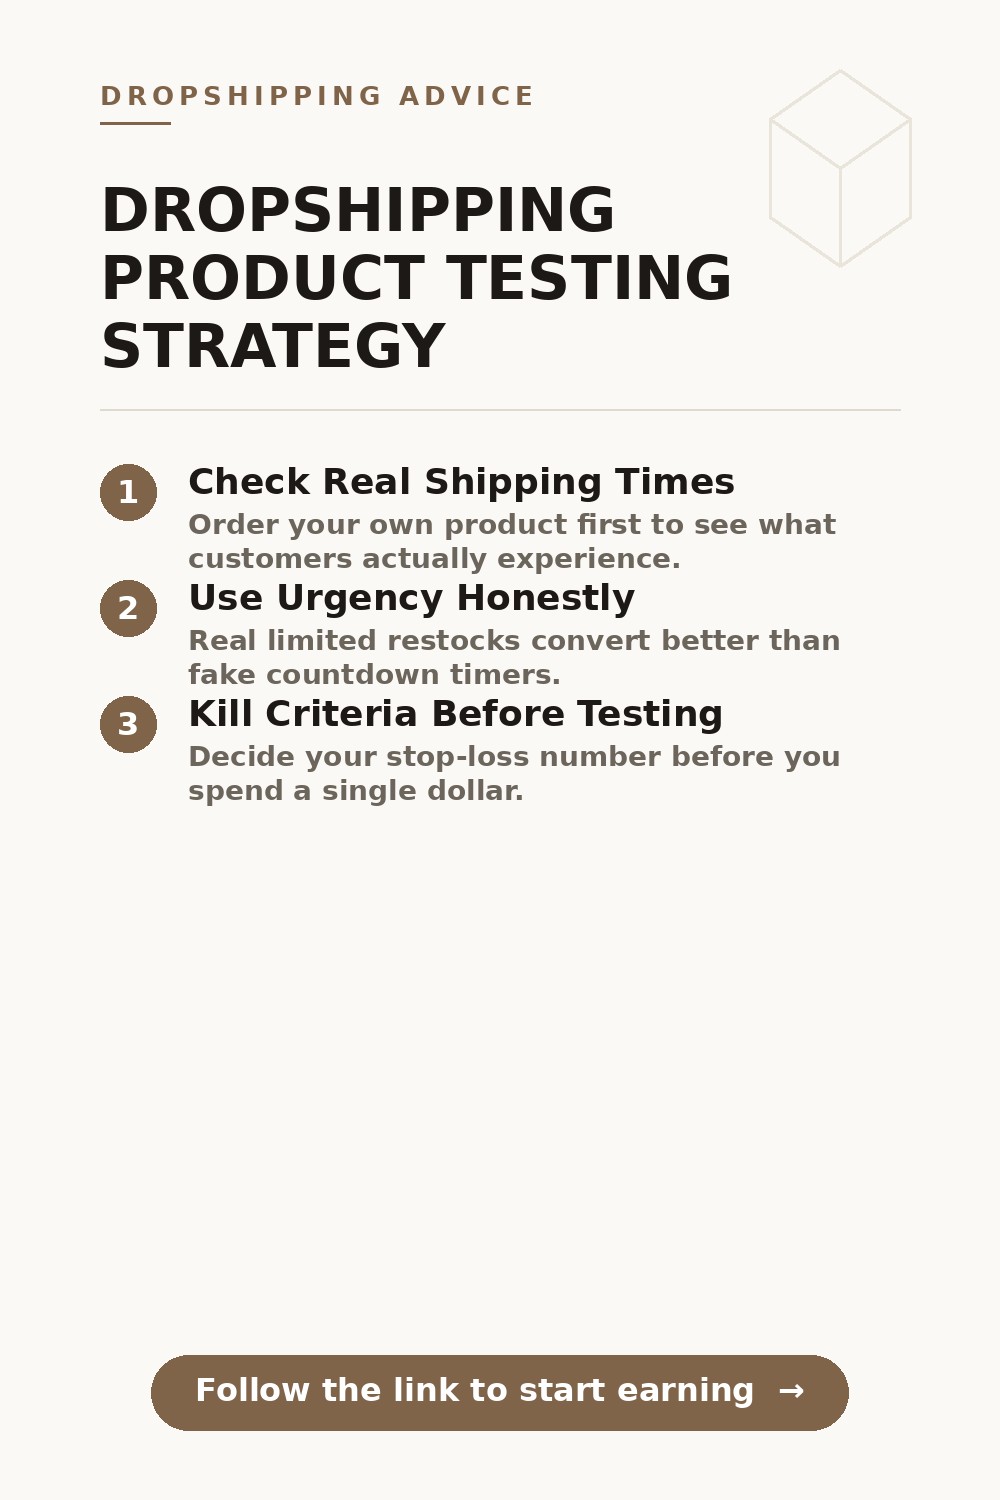 DROPSHIPPING ADVICE
DROPSHIPPING
PRODUCT TESTING
STRATEGY
1 Check Real Shipping Times
Order your own product first to see what
customers actually experience.
2 Use Urgency Honestly
Real limited restocks convert better than
fake countdown timers.
3 Kill Criteria Before Testing
Decide your stop-loss number before you
spend a single dollar.
Follow the link to start earning →